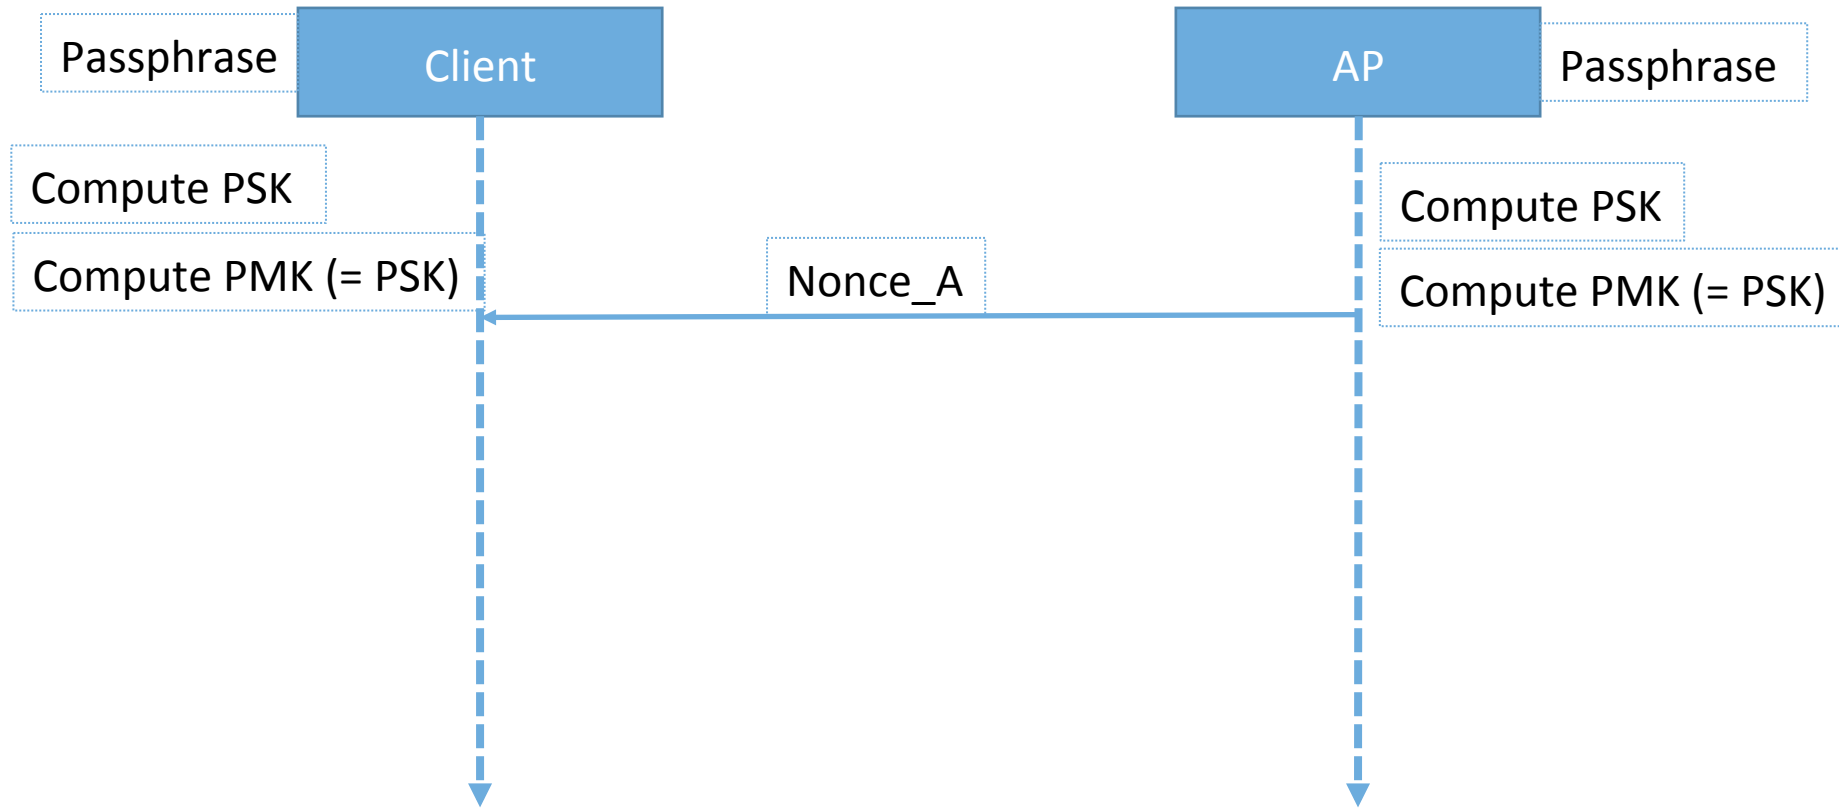 Passphrase
Client
AP
Passphrase
Compute PSK
Compute PSK
Compute PMK (= PSK)
Nonce_A
Compute PMK (= PSK)